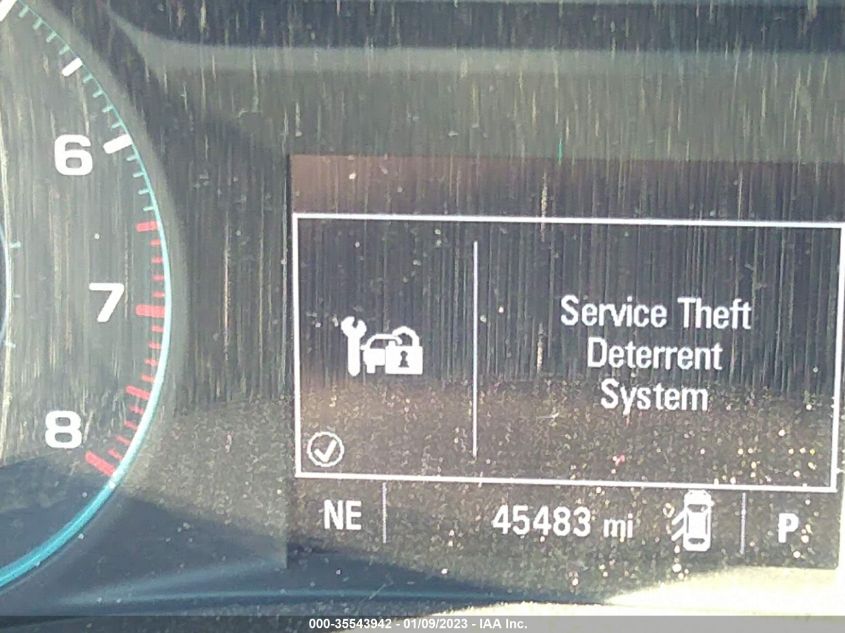 6
7
8
Service Theft
Deterrent
System
NE
45483 mi
P
000-35543942 - 01/09/2023 - IAA Inc.